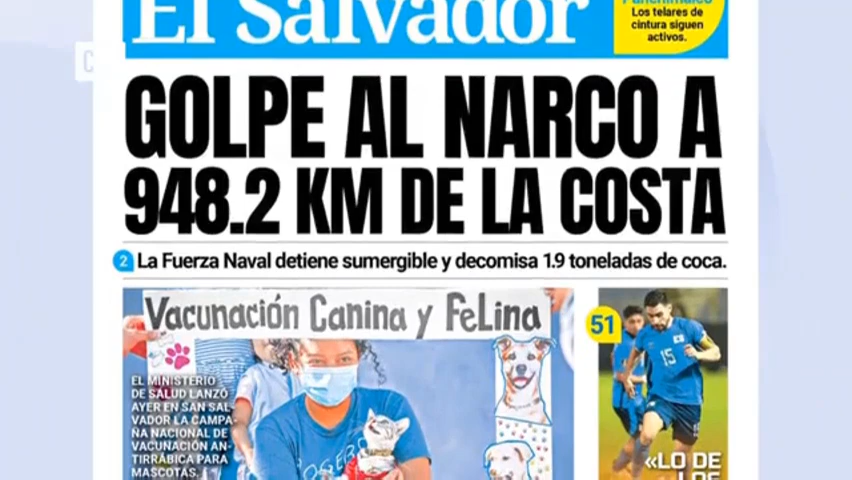 El Salvador
Los telares de
cintura siguen
activos.
GOLPE AL NARCO A
948.2 KM DE LA COSTA
2 La Fuerza Naval detiene sumergible y decomisa 1.9 toneladas de coca.
Vacunación Canina y Felina
51
EL MINISTERIO
DE SALUD LANZÓ
AYER EN SAN SAL-
VADOR LA CAMPA-
ÑA NACIONAL DE
VACUNACIÓN AN-
TIRRÁBICA PARA
MASCOTAS.
15
«LO DE